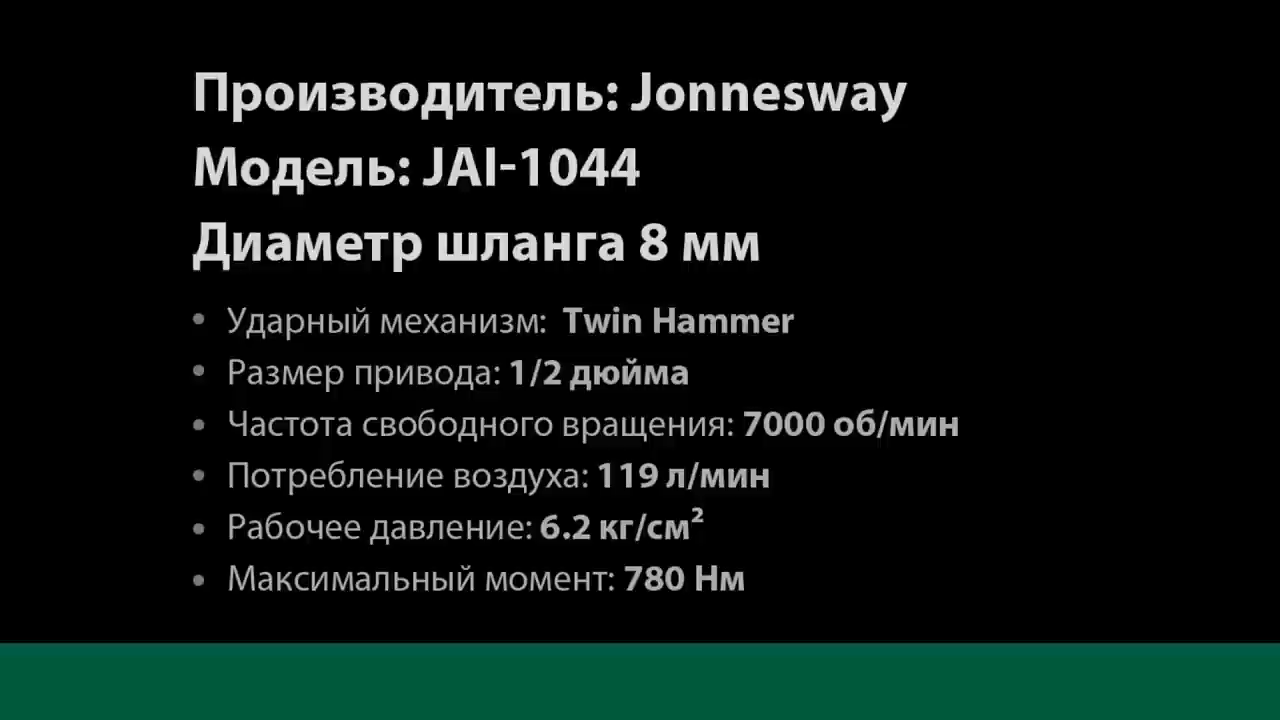 Производитель: Jonnesway
Модель: JAI-1044
Диаметр шланга 8 мм
• Ударный механизм: Twin Hammer
• Размер привода: 1/2 дюйма
• Частота свободного вращения: 7000 об/мин
• Потребление воздуха: 119 л/мин
• Рабочее давление: 6.2 кг/см²
• Максимальный момент: 780 Нм